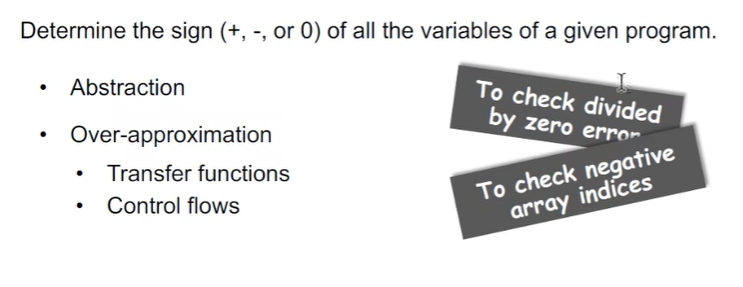 Determine the sign (+, -, or 0) of all the variables of a given program.
• Abstraction
• Over-approximation
• Transfer functions
• Control flows
To check divided
by zero error
To check negative
array indices